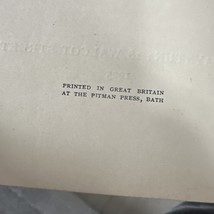 PRINTED IN GREAT BRITAIN
AT THE PITMAN PRESS, BATH